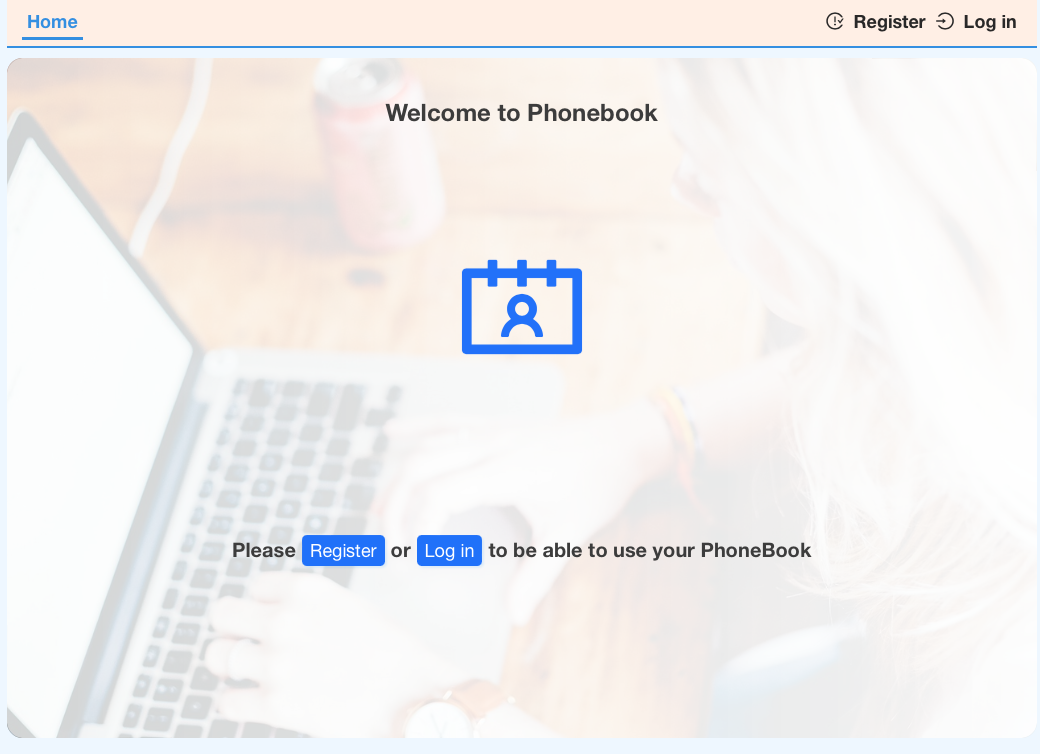 Home Register Log in
Welcome to Phonebook
Please Register or Log in to be able to use your PhoneBook